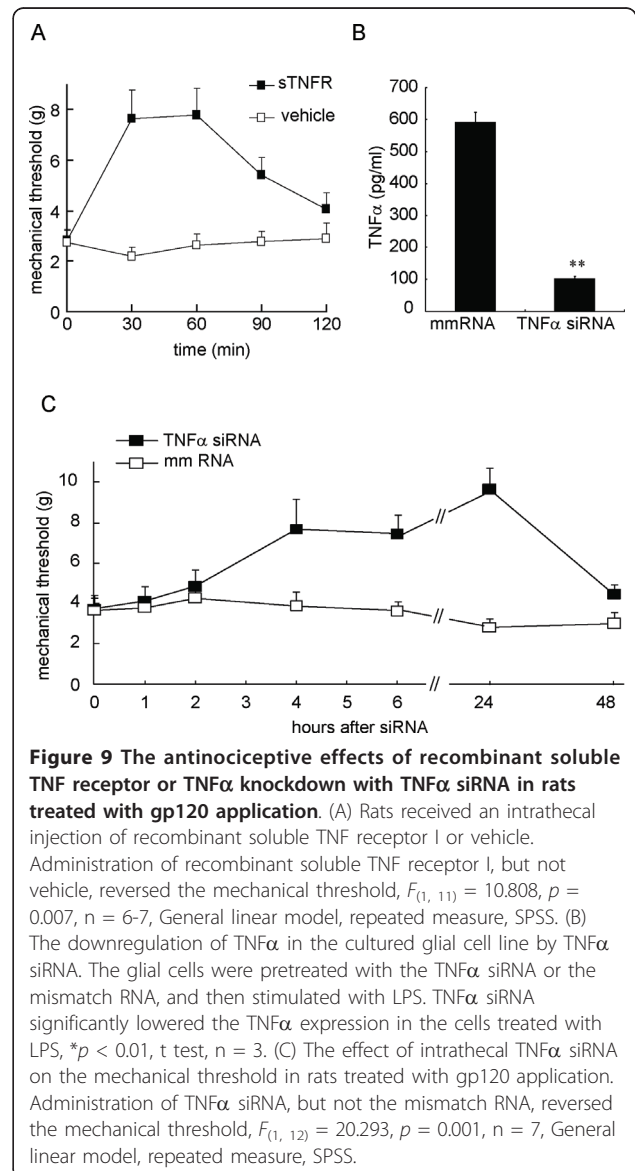 A
sTNFR
vehicle
mechanical threshold (g)
8
6
4
2
0
0 30 60 90 120
time (min)
B
TNFα (pg/ml)
700
600
500
400
300
200
100
0
**
mmRNA TNFα siRNA
C
TNFα siRNA
mm RNA
mechanical threshold (g)
10
8
6
4
2
0
//
//
//
0 1 2 3 4 5 6 24 48
hours after siRNA
Figure 9 The antinociceptive effects of recombinant soluble
TNF receptor or TNFα knockdown with TNFα siRNA in rats
treated with gp120 application. (A) Rats received an intrathecal
injection of recombinant soluble TNF receptor I or vehicle.
Administration of recombinant soluble TNF receptor I, but not
vehicle, reversed the mechanical threshold, F(1, 11) = 10.808, p =
0.007, n = 6-7, General linear model, repeated measure, SPSS. (B)
The downregulation of TNFα in the cultured glial cell line by TNFα
siRNA. The glial cells were pretreated with the TNFα siRNA or the
mismatch RNA, and then stimulated with LPS. TNFα siRNA
significantly lowered the TNFα expression in the cells treated with
LPS, *p < 0.01, t test, n = 3. (C) The effect of intrathecal TNFα siRNA
on the mechanical threshold in rats treated with gp120 application.
Administration of TNFα siRNA, but not the mismatch RNA, reversed
the mechanical threshold, F(1, 12) = 20.293, p = 0.001, n = 7, General
linear model, repeated measure, SPSS.